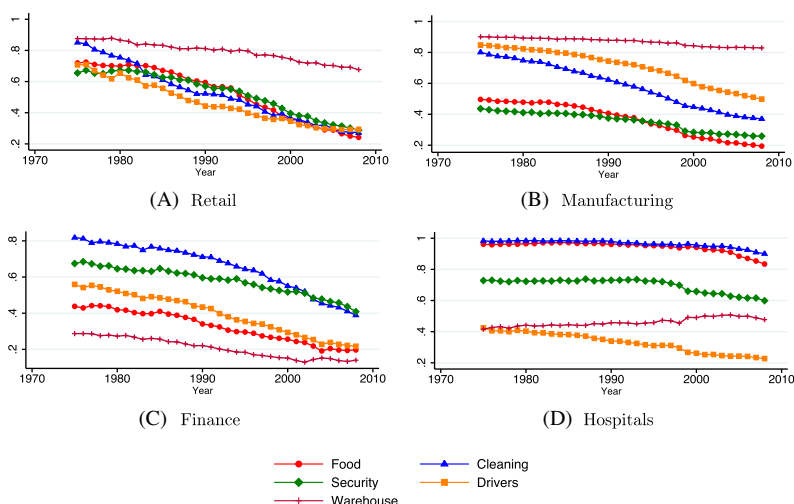 .2 .4 .6 .8 1
1970 1980 1990 2000 2010
Year
(A) Retail
.2 .4 .6 .8 1
1970 1980 1990 2000 2010
Year
(B) Manufacturing
.2 .4 .6 .8
1970 1980 1990 2000 2010
Year
(C) Finance
.2 .4 .6 .8 1
1970 1980 1990 2000 2010
Year
(D) Hospitals
Food Cleaning
Security Drivers
Warehouse